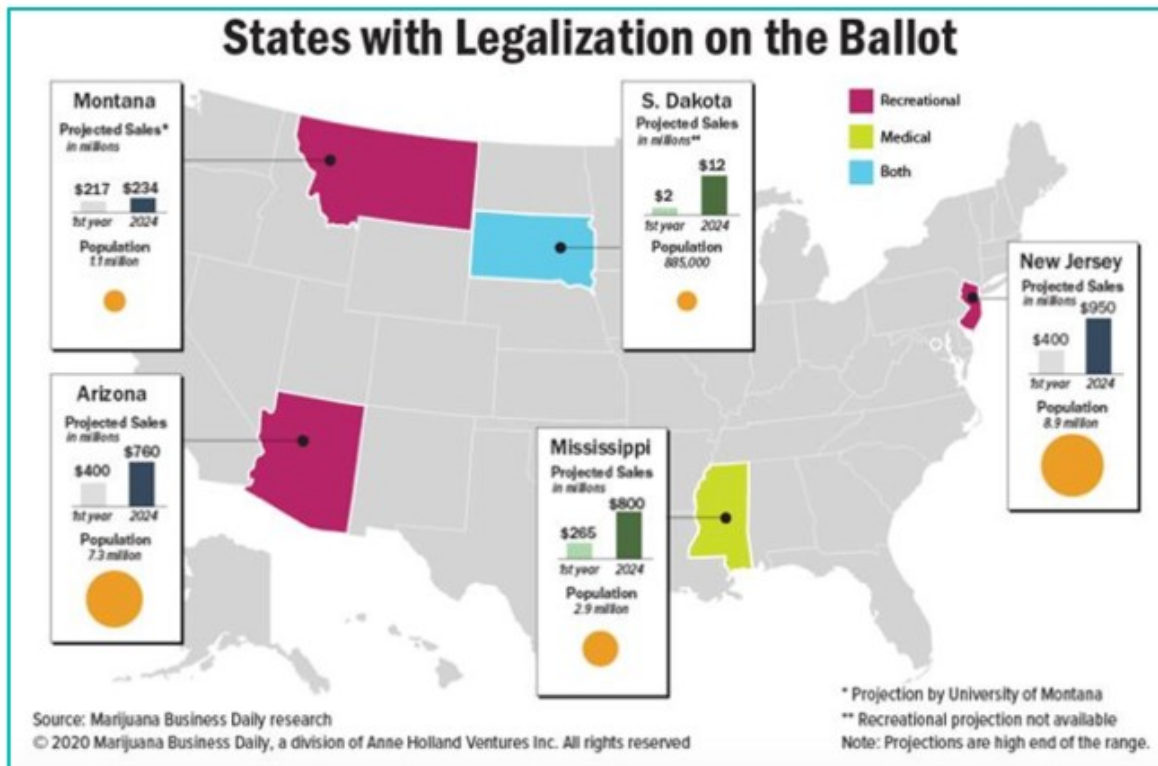 States with Legalization on the Ballot
Montana
Projected Sales*
in millions
$217 $234
1st year 2024
Population
1.1 million
S. Dakota
Projected Sales
in millions**
$2 $12
1st year 2024
Population
885,000
Recreational
Medical
Both
New Jersey
Projected Sales
in millions
$400 $950
1st year 2024
Population
8.9 million
Arizona
Projected Sales
in millions
$400 $760
1st year 2024
Population
7.3 million
Mississippi
Projected Sales
in millions
$265 $800
1st year 2024
Population
2.9 million
Source: Marijuana Business Daily research
© 2020 Marijuana Business Daily, a division of Anne Holland Ventures Inc. All rights reserved
* Projection by University of Montana
** Recreational projection not available
Note: Projections are high end of the range.